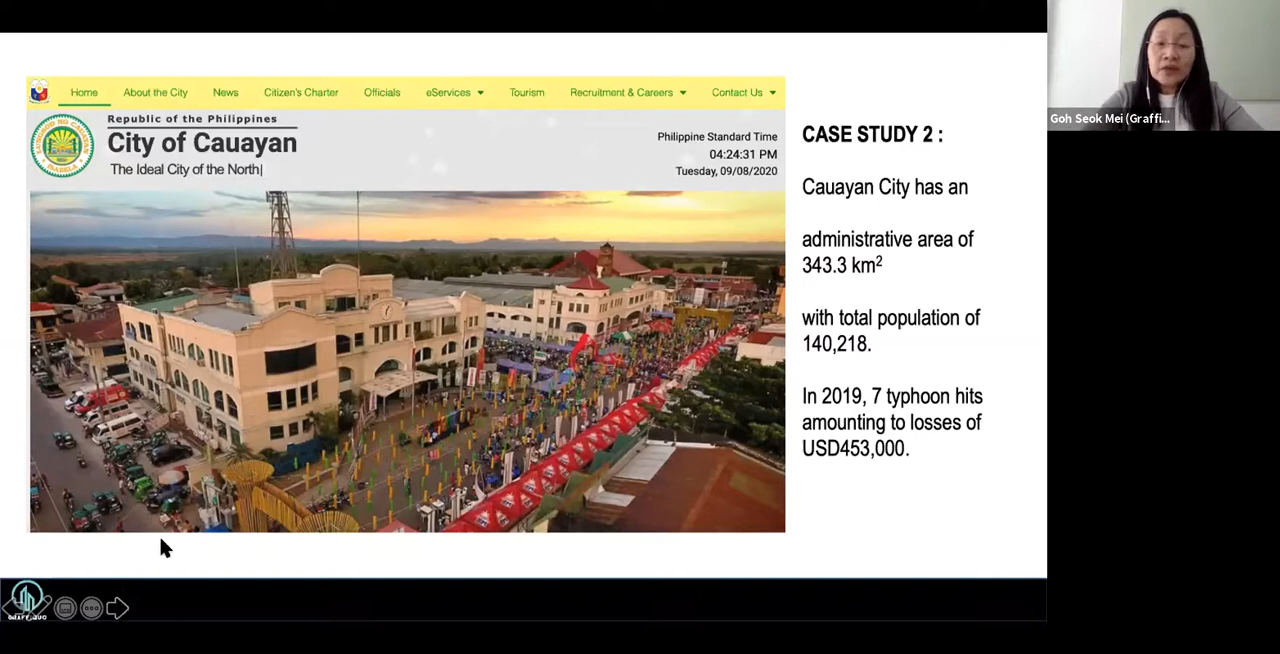 Home About the City News Citizen's Charter Officials eServices Tourism Recruitment & Careers Contact Us
Republic of the Philippines
City of Cauayan
The Ideal City of the North|
Philippine Standard Time
04:24:31 PM
Tuesday, 09/08/2020
CASE STUDY 2 :
Cauayan City has an
administrative area of
343.3 km²
with total population of
140,218.
In 2019, 7 typhoon hits
amounting to losses of
USD453,000.
Goh Seok Mei (Graffi...